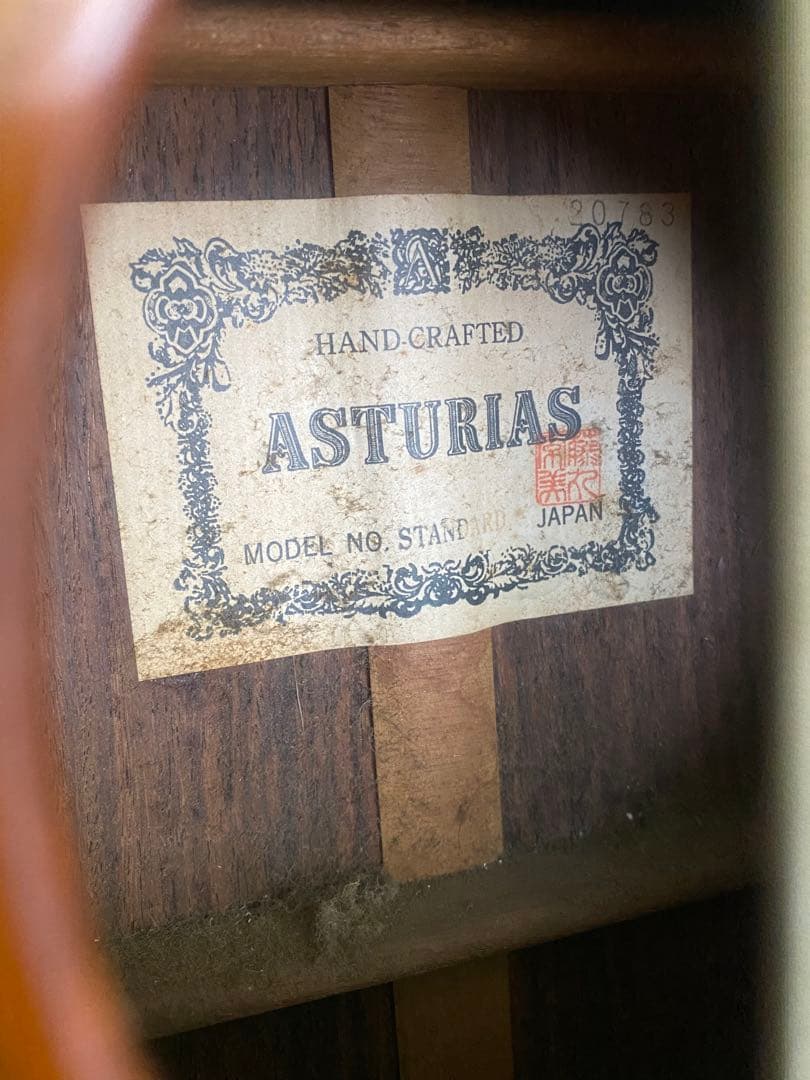 20783
A
HAND-CRAFTED
ASTURIAS
MODEL NO. STANDARD
JAPAN